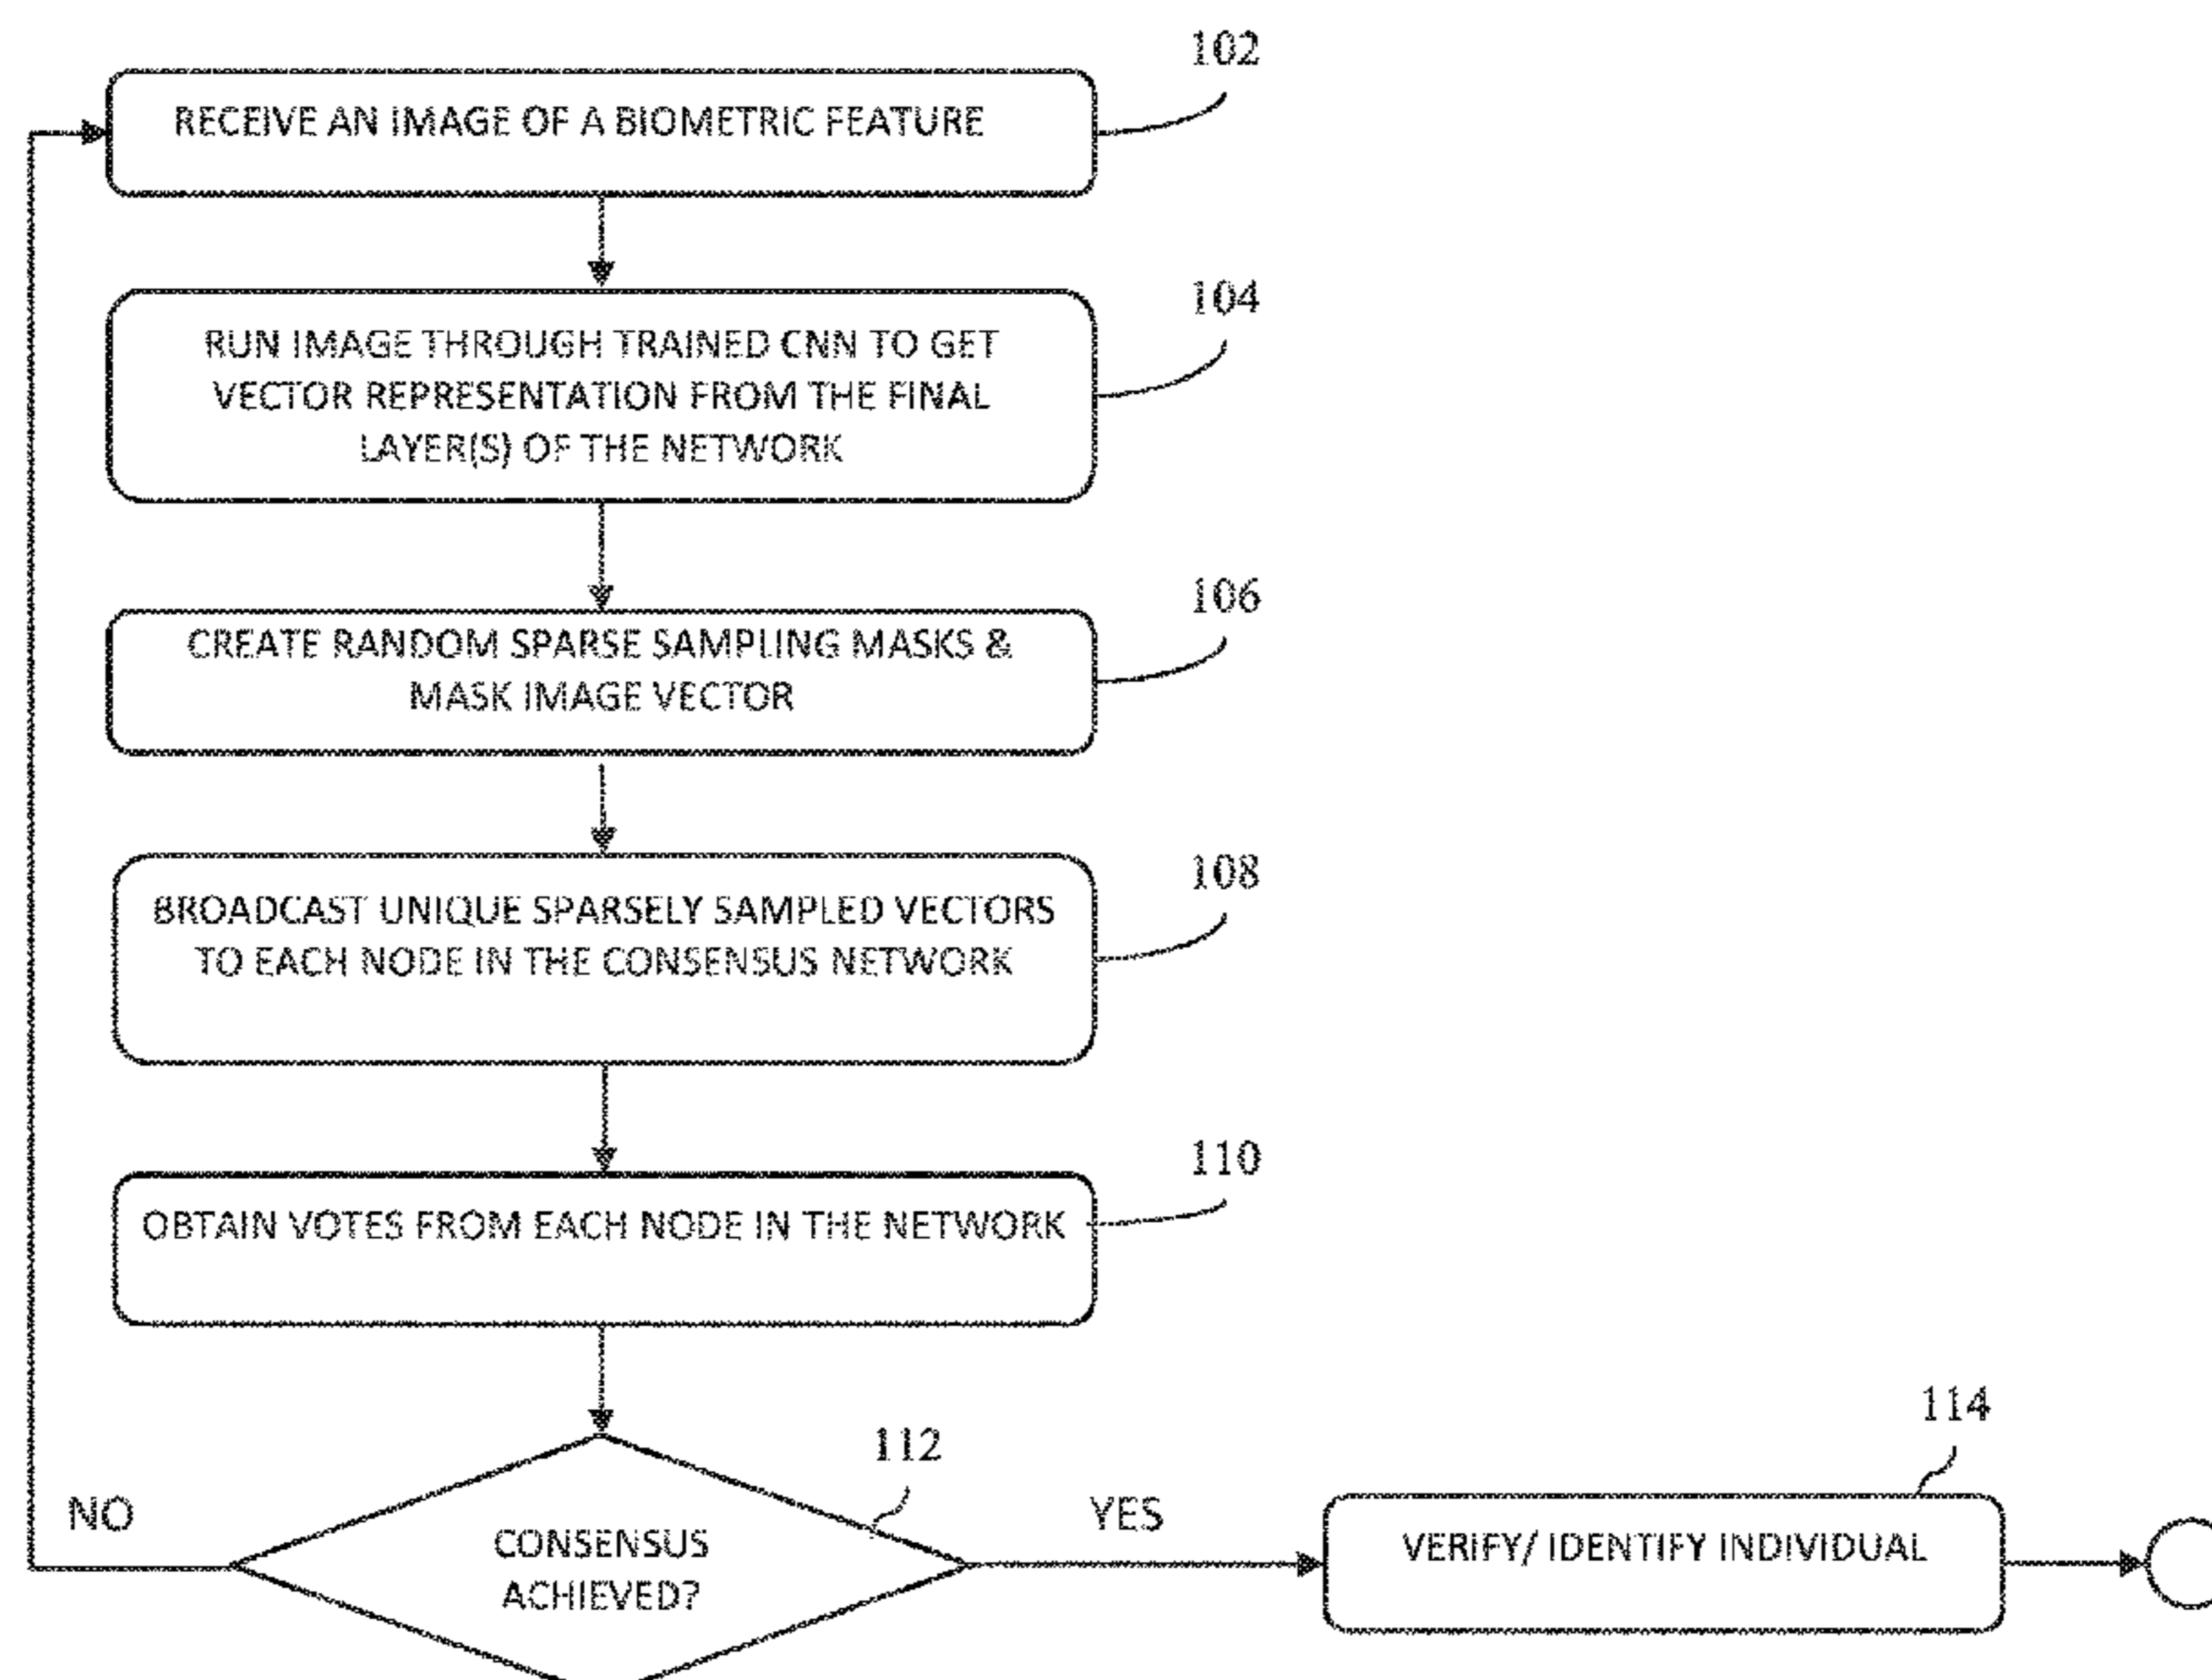 102
RECEIVE AN IMAGE OF A BIOMETRIC FEATURE
104
RUN IMAGE THROUGH TRAINED CNN TO GET
VECTOR REPRESENTATION FROM THE FINAL
LAYER(S) OF THE NETWORK
106
CREATE RANDOM SPARSE SAMPLING MASKS &
MASK IMAGE VECTOR
108
BROADCAST UNIQUE SPARSELY SAMPLED VECTORS
TO EACH NODE IN THE CONSENSUS NETWORK
110
OBTAIN VOTES FROM EACH NODE IN THE NETWORK
112
114
NO
YES
CONSENSUS
ACHIEVED?
VERIFY/ IDENTIFY INDIVIDUAL